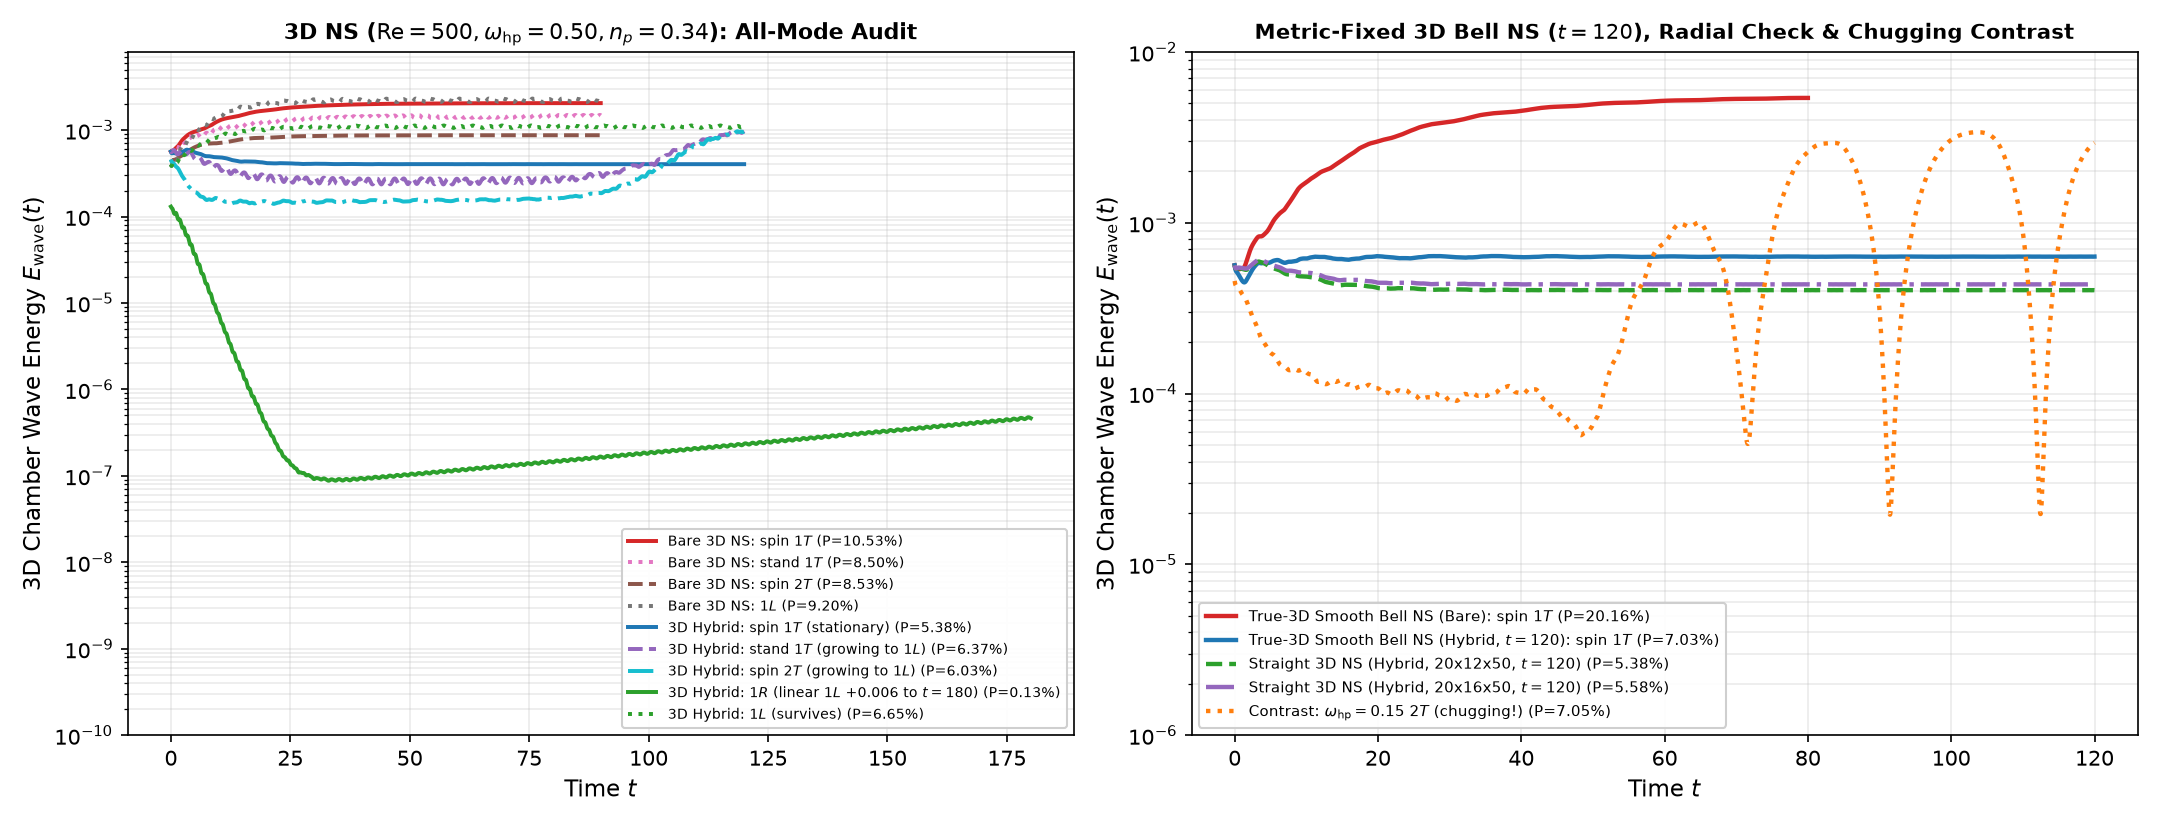 3D NS (Re = 500, ω_hp = 0.50, n_p = 0.34): All-Mode Audit
3D Chamber Wave Energy E_wave(t)
10⁻³
10⁻⁴
10⁻⁵
10⁻⁶
10⁻⁷
10⁻⁸
10⁻⁹
10⁻¹⁰
Bare 3D NS: spin 1T (P=10.53%)
Bare 3D NS: stand 1T (P=8.50%)
Bare 3D NS: spin 2T (P=8.53%)
Bare 3D NS: 1L (P=9.20%)
3D Hybrid: spin 1T (stationary) (P=5.38%)
3D Hybrid: stand 1T (growing to 1L) (P=6.37%)
3D Hybrid: spin 2T (growing to 1L) (P=6.03%)
3D Hybrid: 1R (linear 1L +0.006 to t = 180) (P=0.13%)
3D Hybrid: 1L (survives) (P=6.65%)
0 25 50 75 100 125 150 175
Time t
Metric-Fixed 3D Bell NS (t = 120), Radial Check & Chugging Contrast
3D Chamber Wave Energy E_wave(t)
10⁻²
10⁻³
10⁻⁴
10⁻⁵
10⁻⁶
True-3D Smooth Bell NS (Bare): spin 1T (P=20.16%)
True-3D Smooth Bell NS (Hybrid, t = 120): spin 1T (P=7.03%)
Straight 3D NS (Hybrid, 20x12x50, t = 120) (P=5.38%)
Straight 3D NS (Hybrid, 20x16x50, t = 120) (P=5.58%)
Contrast: ω_hp = 0.15 2T (chugging!) (P=7.05%)
0 20 40 60 80 100 120
Time t